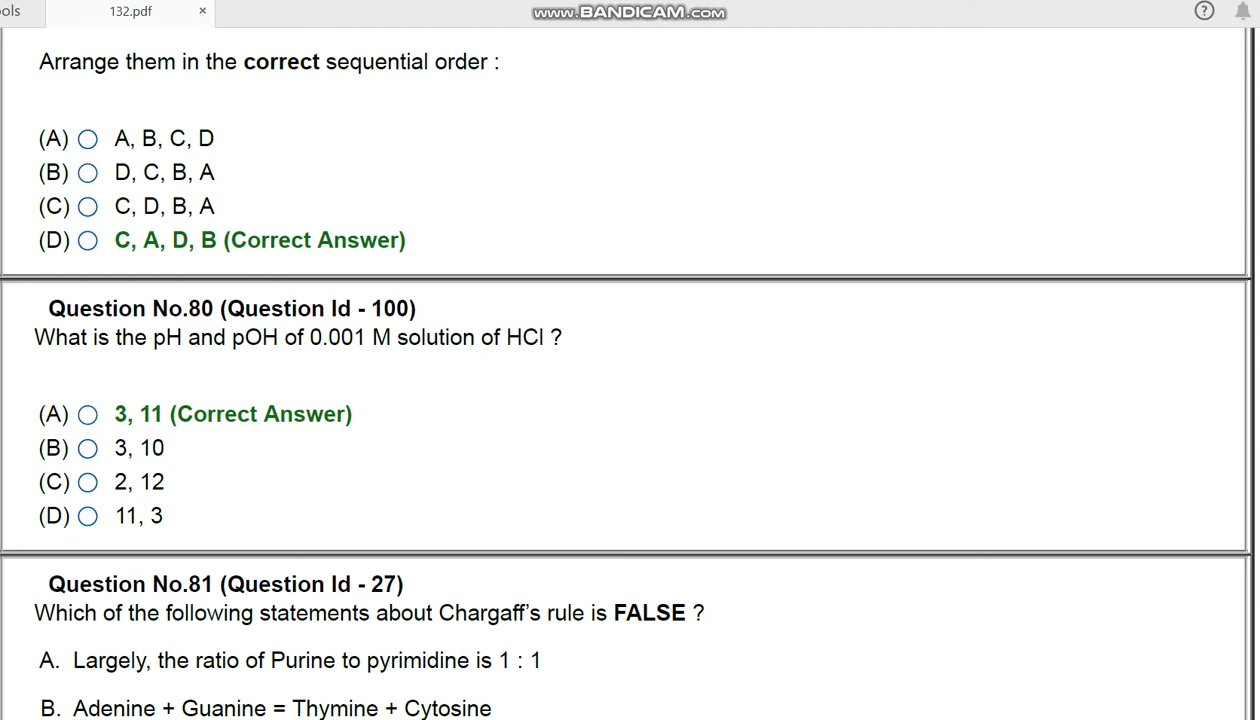 ols
132.pdf ×
www.BANDICAM.com
?
Arrange them in the correct sequential order :
(A) A, B, C, D
(B) D, C, B, A
(C) C, D, B, A
(D) C, A, D, B (Correct Answer)
Question No.80 (Question Id - 100)
What is the pH and pOH of 0.001 M solution of HCl ?
(A) 3, 11 (Correct Answer)
(B) 3, 10
(C) 2, 12
(D) 11, 3
Question No.81 (Question Id - 27)
Which of the following statements about Chargaff’s rule is FALSE ?
A. Largely, the ratio of Purine to pyrimidine is 1 : 1
B. Adenine + Guanine = Thymine + Cytosine